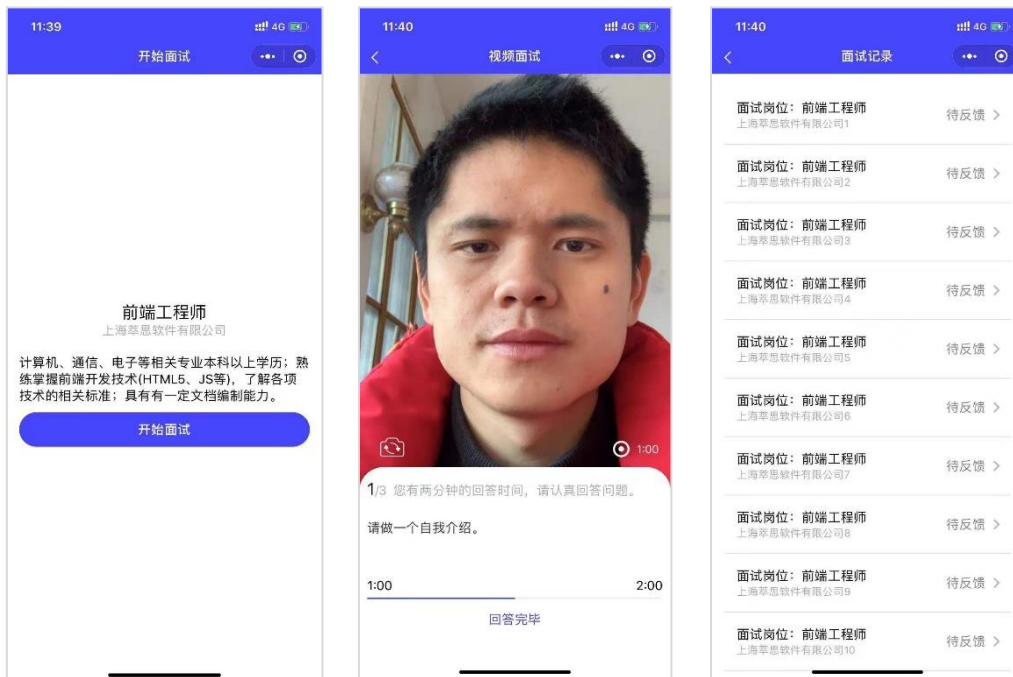 11:39
4G
开始面试
前端工程师
上海萃思软件有限公司
计算机、通信、电子等相关专业本科以上学历；熟
练掌握前端开发技术(HTML5、JS等)，了解各项
技术的相关标准；具有有一定文档编制能力。
开始面试
11:40
4G
视频面试
1:00
1/3 您有两分钟的回答时间，请认真回答问题。
请做一个自我介绍。
1:00
2:00
回答完毕
11:40
4G
面试记录
面试岗位：前端工程师
上海萃思软件有限公司1
待反馈
面试岗位：前端工程师
上海萃思软件有限公司2
待反馈
面试岗位：前端工程师
上海萃思软件有限公司3
待反馈
面试岗位：前端工程师
上海萃思软件有限公司4
待反馈
面试岗位：前端工程师
上海萃思软件有限公司5
待反馈
面试岗位：前端工程师
上海萃思软件有限公司6
待反馈
面试岗位：前端工程师
上海萃思软件有限公司7
待反馈
面试岗位：前端工程师
上海萃思软件有限公司8
待反馈
面试岗位：前端工程师
上海萃思软件有限公司9
待反馈
面试岗位：前端工程师
上海萃思软件有限公司10
待反馈